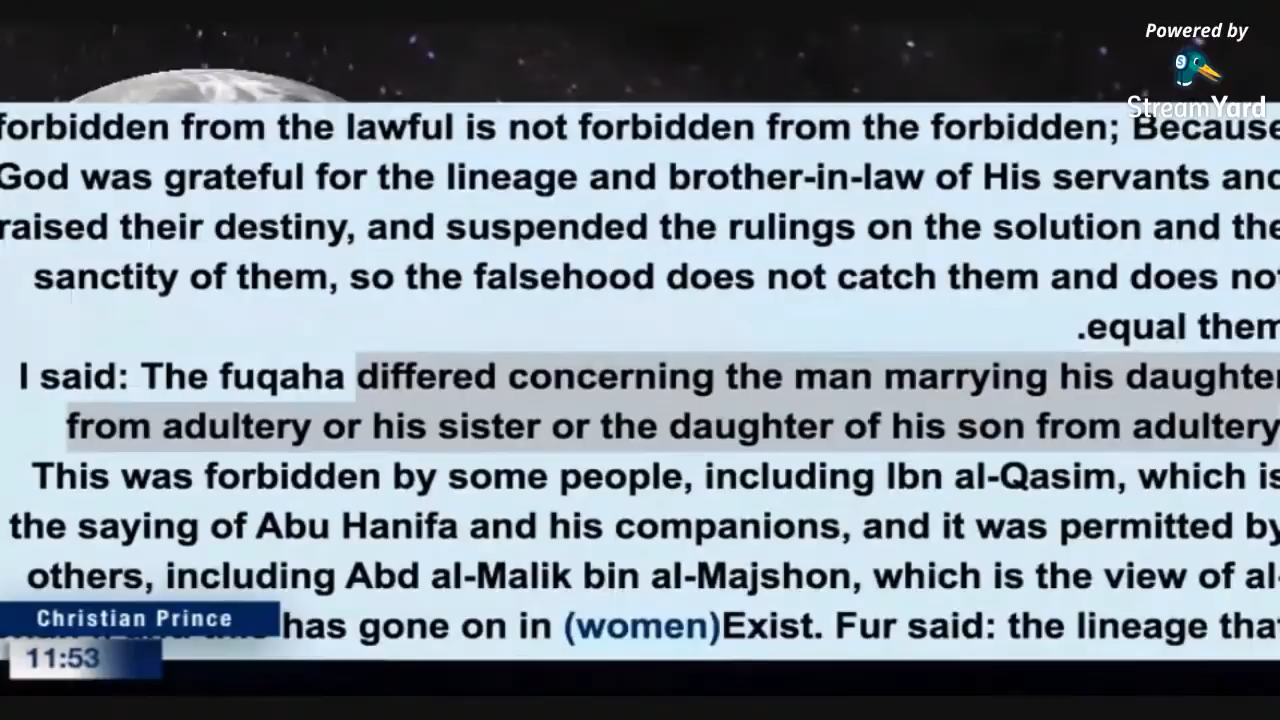 Powered by
StreamYard
forbidden from the lawful is not forbidden from the forbidden; Because
God was grateful for the lineage and brother-in-law of His servants and
raised their destiny, and suspended the rulings on the solution and the
sanctity of them, so the falsehood does not catch them and does not
.equal them
I said: The fuqaha differed concerning the man marrying his daughter
from adultery or his sister or the daughter of his son from adultery
This was forbidden by some people, including Ibn al-Qasim, which is
the saying of Abu Hanifa and his companions, and it was permitted by
others, including Abd al-Malik bin al-Majshon, which is the view of al-
has gone on in (women)Exist. Fur said: the lineage that
Christian Prince
11:53